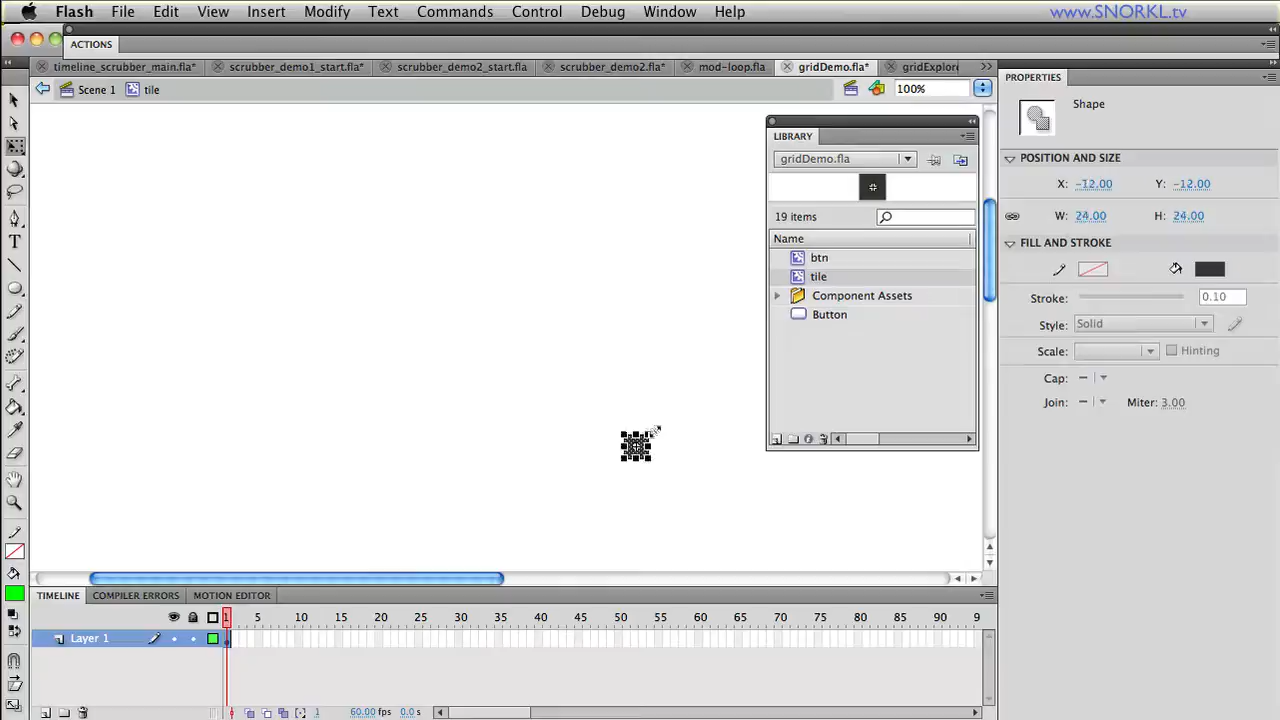 Flash File Edit View Insert Modify Text Commands Control Debug Window Help www.SNORKL.tv
ACTIONS
timeline_scrubber_main.fla* scrubber_demo1_start.fla* scrubber_demo2_start.fla scrubber_demo2.fla* mod-loop.fla gridDemo.fla* gridExplor
Scene 1 tile 100%
PROPERTIES
Shape
POSITION AND SIZE
X: -12.00 Y: -12.00
W: 24.00 H: 24.00
FILL AND STROKE
Stroke: 0.10
Style: Solid
Scale: Hinting
Cap:
Join: Miter: 3.00
LIBRARY
gridDemo.fla
19 items
Name
btn
tile
Component Assets
Button
TIMELINE COMPILER ERRORS MOTION EDITOR
1 5 10 15 20 25 30 35 40 45 50 55 60 65 70 75 80 85 90 9
Layer 1
1 60.00 fps 0.0s